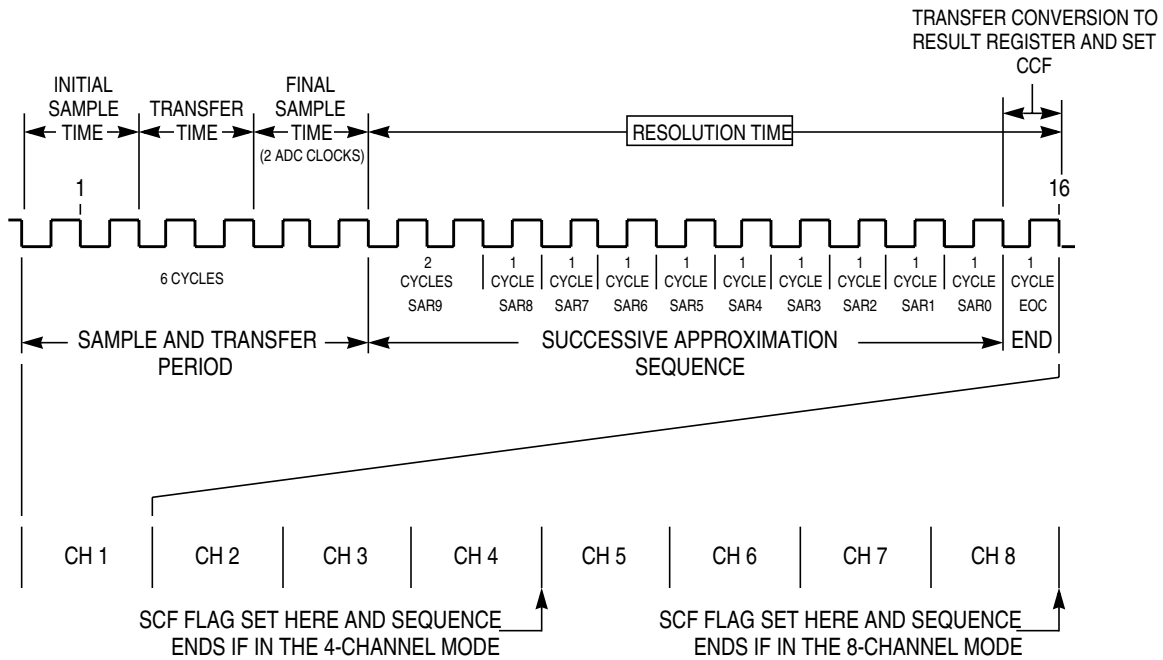 TRANSFER CONVERSION TO
RESULT REGISTER AND SET
CCF
INITIAL
SAMPLE
TIME
TRANSFER
TIME
FINAL
SAMPLE
TIME
(2 ADC CLOCKS)
RESOLUTION TIME
1
16
6 CYCLES
2
CYCLES
SAR9
1
CYCLE
SAR8
1
CYCLE
SAR7
1
CYCLE
SAR6
1
CYCLE
SAR5
1
CYCLE
SAR4
1
CYCLE
SAR3
1
CYCLE
SAR2
1
CYCLE
SAR1
1
CYCLE
SAR0
1
CYCLE
EOC
SAMPLE AND TRANSFER
PERIOD
SUCCESSIVE APPROXIMATION
SEQUENCE
END
CH 1
CH 2
CH 3
CH 4
CH 5
CH 6
CH 7
CH 8
SCF FLAG SET HERE AND SEQUENCE
ENDS IF IN THE 4-CHANNEL MODE
SCF FLAG SET HERE AND SEQUENCE
ENDS IF IN THE 8-CHANNEL MODE